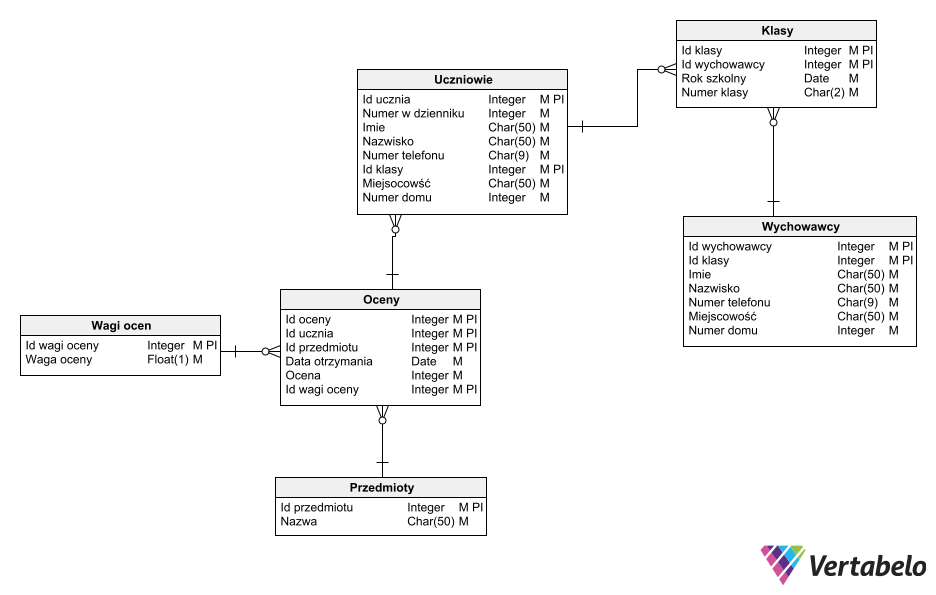 Klasy
Id klasy Integer M PI
Id wychowawcy Integer M PI
Rok szkolny Date M
Numer klasy Char(2) M
Uczniowie
Id ucznia Integer M PI
Numer w dzienniku Integer M
Imie Char(50) M
Nazwisko Char(50) M
Numer telefonu Char(9) M
Id klasy Integer M PI
Miejsocowść Char(50) M
Numer domu Integer M
Wychowawcy
Id wychowawcy Integer M PI
Id klasy Integer M PI
Imie Char(50) M
Nazwisko Char(50) M
Numer telefonu Char(9) M
Miejscowość Char(50) M
Numer domu Integer M
Oceny
Id oceny Integer M PI
Id ucznia Integer M PI
Id przedmiotu Integer M PI
Data otrzymania Date M
Ocena Integer M
Id wagi oceny Integer M PI
Wagi ocen
Id wagi oceny Integer M PI
Waga oceny Float(1) M
Przedmioty
Id przedmiotu Integer M PI
Nazwa Char(50) M
Vertabelo